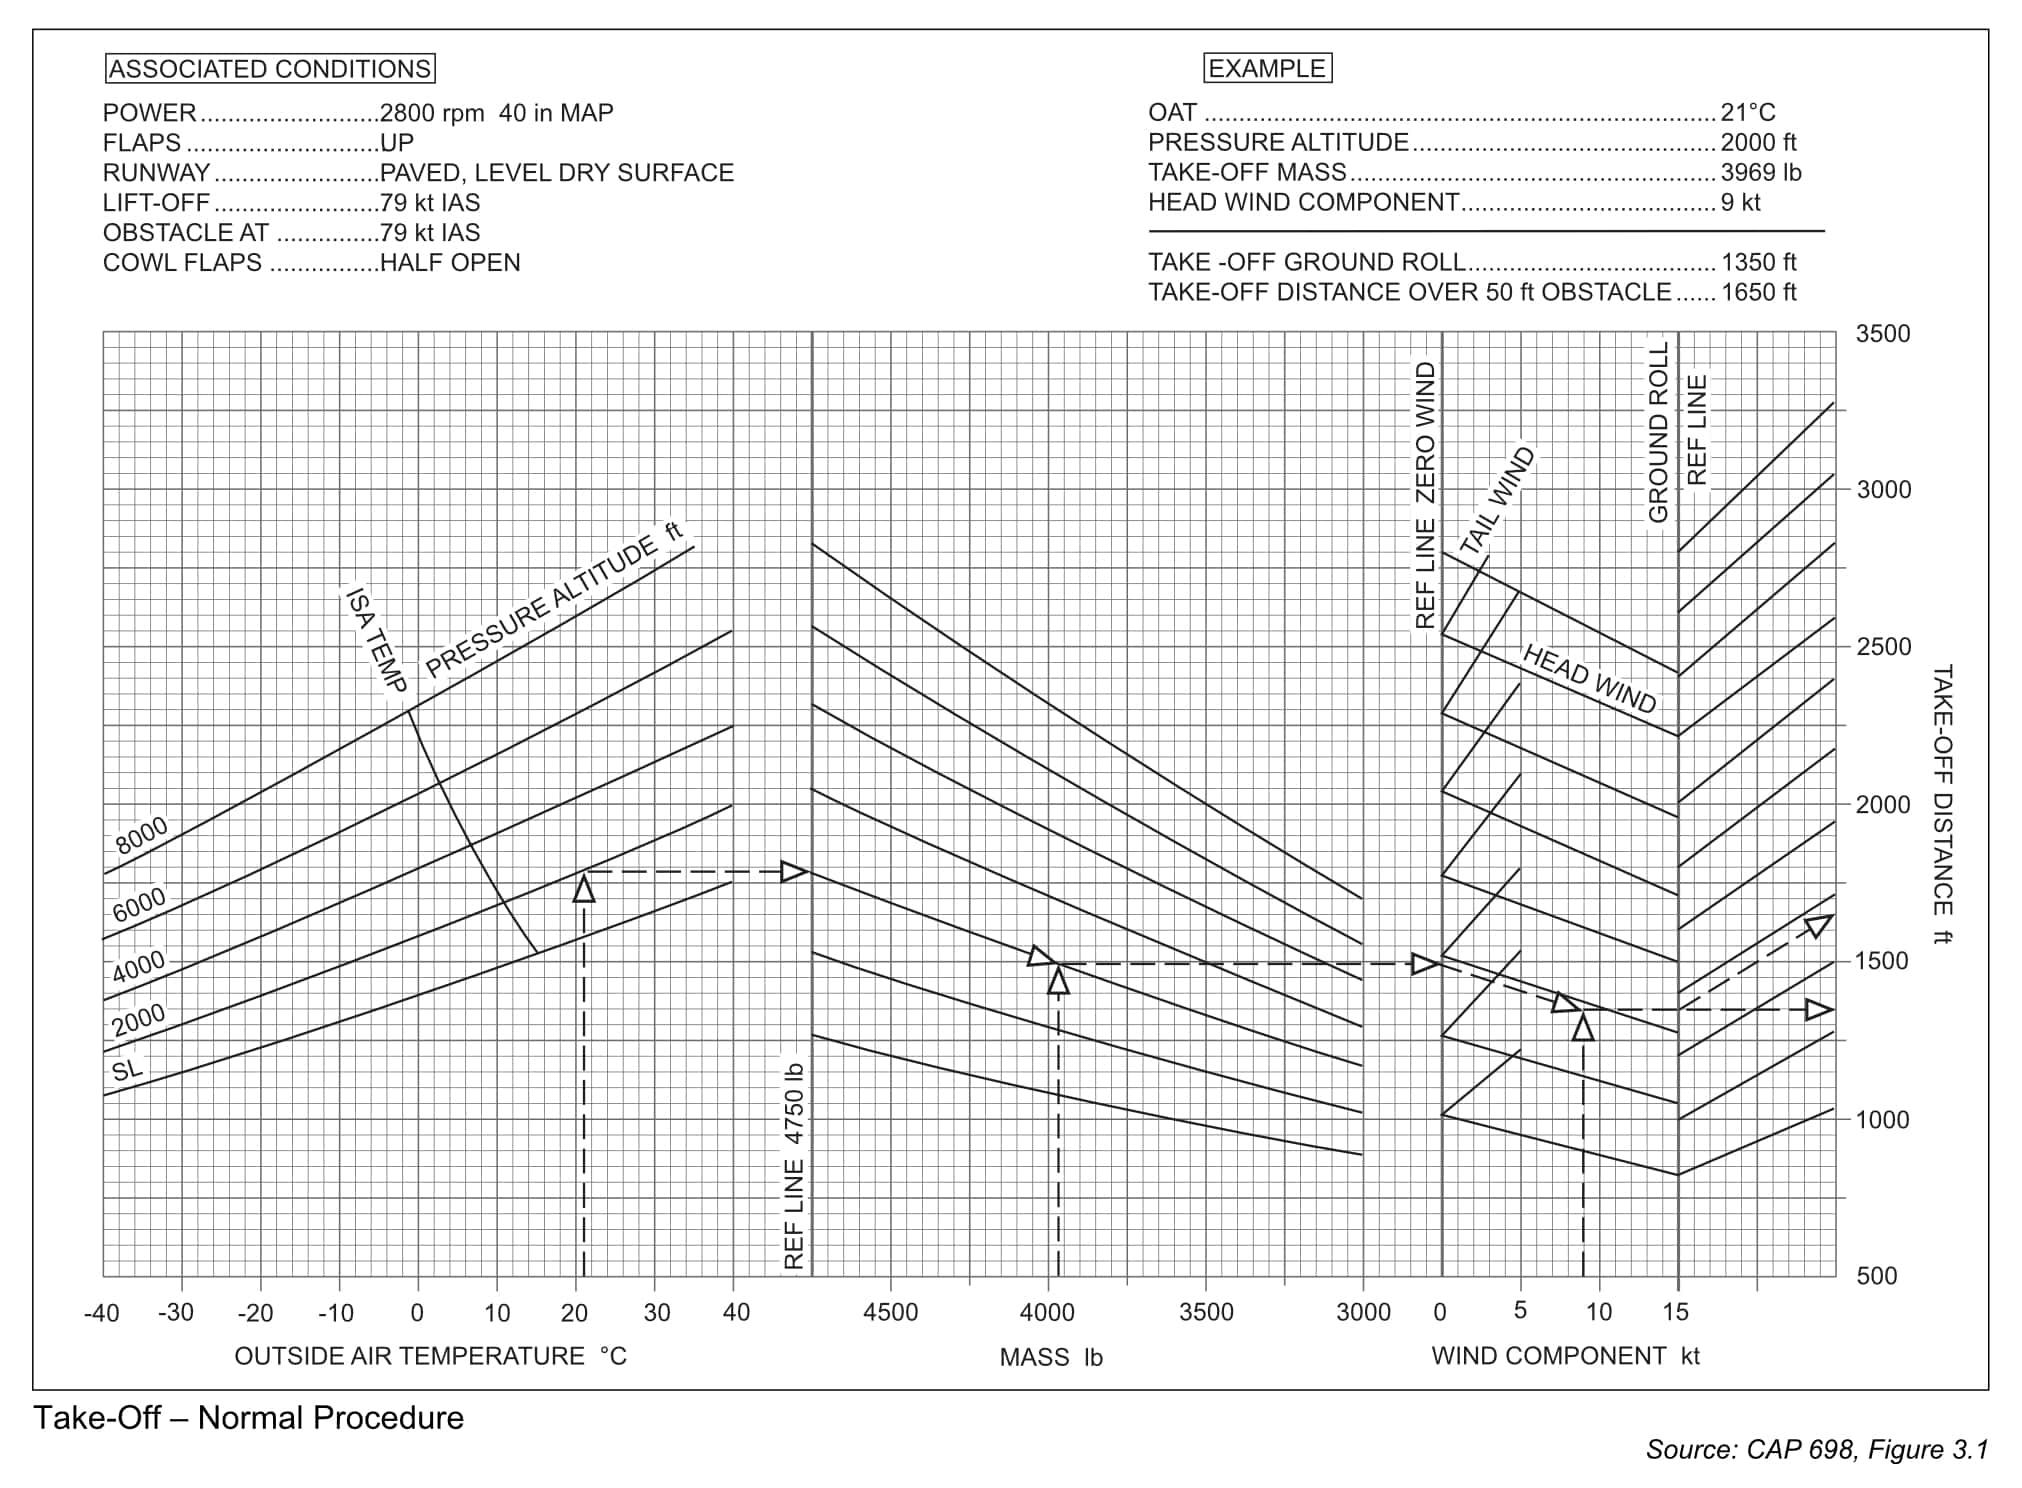 ASSOCIATED CONDITIONS
POWER..........................2800 rpm 40 in MAP
FLAPS ............................UP
RUNWAY........................PAVED, LEVEL DRY SURFACE
LIFT-OFF........................79 kt IAS
OBSTACLE AT ...............79 kt IAS
COWL FLAPS ................HALF OPEN
EXAMPLE
OAT ..........................................................................21°C
PRESSURE ALTITUDE............................................2000 ft
TAKE-OFF MASS.....................................................3969 lb
HEAD WIND COMPONENT.....................................9 kt
TAKE -OFF GROUND ROLL....................................1350 ft
TAKE-OFF DISTANCE OVER 50 ft OBSTACLE......1650 ft
ISA TEMP
PRESSURE ALTITUDE ft
8000
6000
4000
2000
SL
REF LINE 4750 lb
REF LINE ZERO WIND
TAIL WIND
HEAD WIND
GROUND ROLL
REF LINE
3500
3000
2500
2000
1500
1000
500
TAKE-OFF DISTANCE ft
-40 -30 -20 -10 0 10 20 30 40 4500 4000 3500 3000 0 5 10 15
OUTSIDE AIR TEMPERATURE °C
MASS lb
WIND COMPONENT kt
Take-Off – Normal Procedure
Source: CAP 698, Figure 3.1